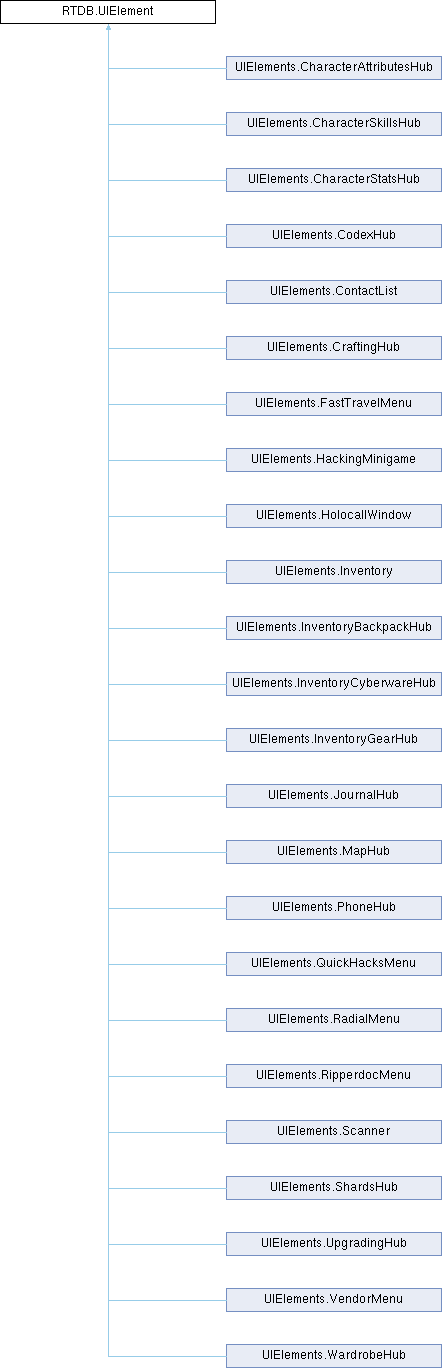 RTDB.UIElement
UIElements.CharacterAttributesHub
UIElements.CharacterSkillsHub
UIElements.CharacterStatsHub
UIElements.CodexHub
UIElements.ContactList
UIElements.CraftingHub
UIElements.FastTravelMenu
UIElements.HackingMinigame
UIElements.HolocallWindow
UIElements.Inventory
UIElements.InventoryBackpackHub
UIElements.InventoryCyberwareHub
UIElements.InventoryGearHub
UIElements.JournalHub
UIElements.MapHub
UIElements.PhoneHub
UIElements.QuickHacksMenu
UIElements.RadialMenu
UIElements.RipperdocMenu
UIElements.Scanner
UIElements.ShardsHub
UIElements.UpgradingHub
UIElements.VendorMenu
UIElements.WardrobeHub